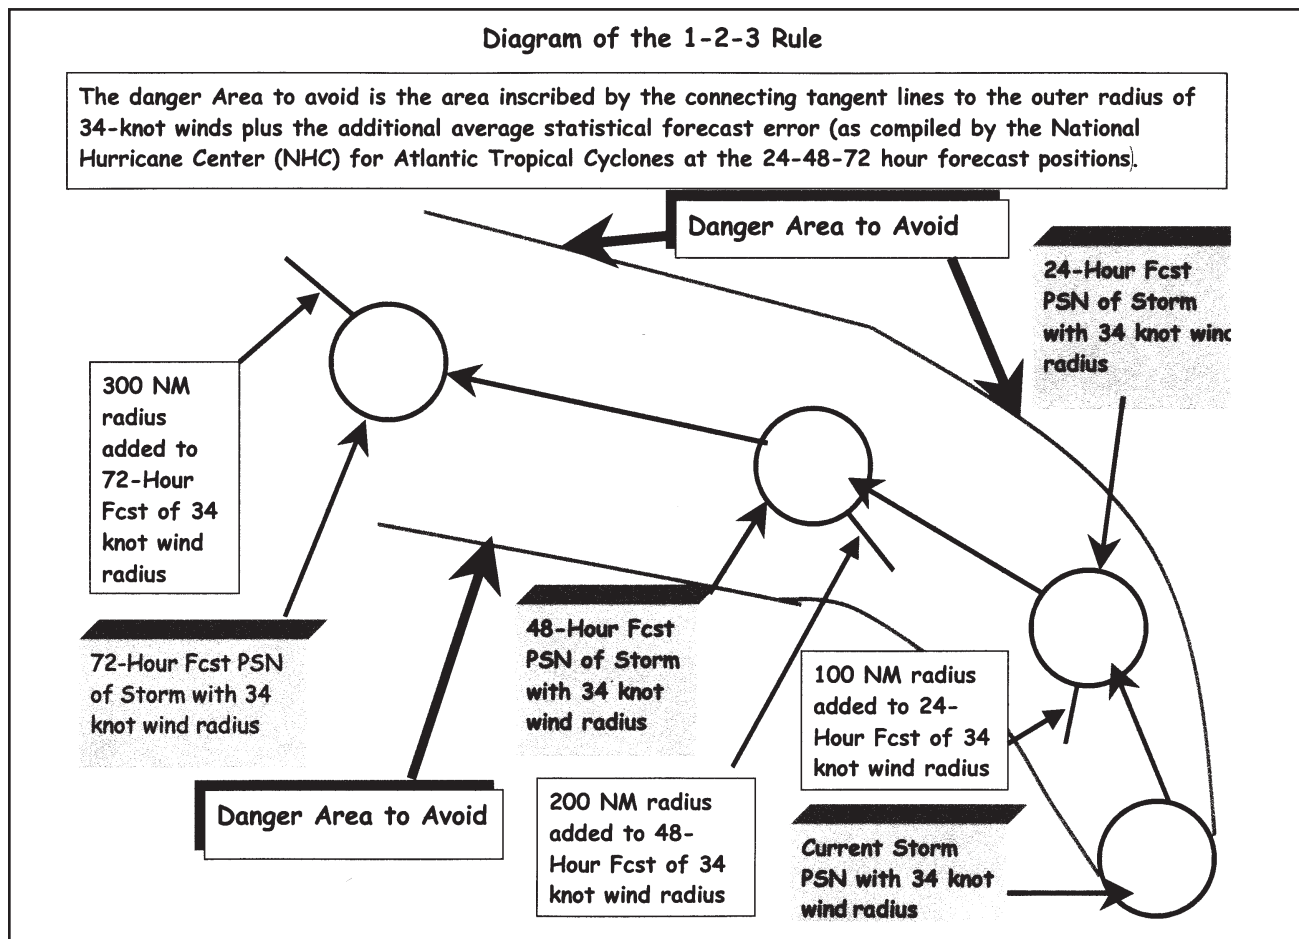 Diagram of the 1-2-3 Rule
The danger Area to avoid is the area inscribed by the connecting tangent lines to the outer radius of
34-knot winds plus the additional average statistical forecast error (as compiled by the National
Hurricane Center (NHC) for Atlantic Tropical Cyclones at the 24-48-72 hour forecast positions).
Danger Area to Avoid
24-Hour Fcst
PSN of Storm
with 34 knot wind
radius
300 NM
radius
added to
72-Hour
Fcst of 34
knot wind
radius
72-Hour Fcst PSN
of Storm with 34
knot wind radius
48-Hour Fcst
PSN of Storm
with 34 knot
wind radius
100 NM radius
added to 24-
Hour Fcst of 34
knot wind radius
Danger Area to Avoid
200 NM radius
added to 48-
Hour Fcst of 34
knot wind radius
Current Storm
PSN with 34 knot
wind radius